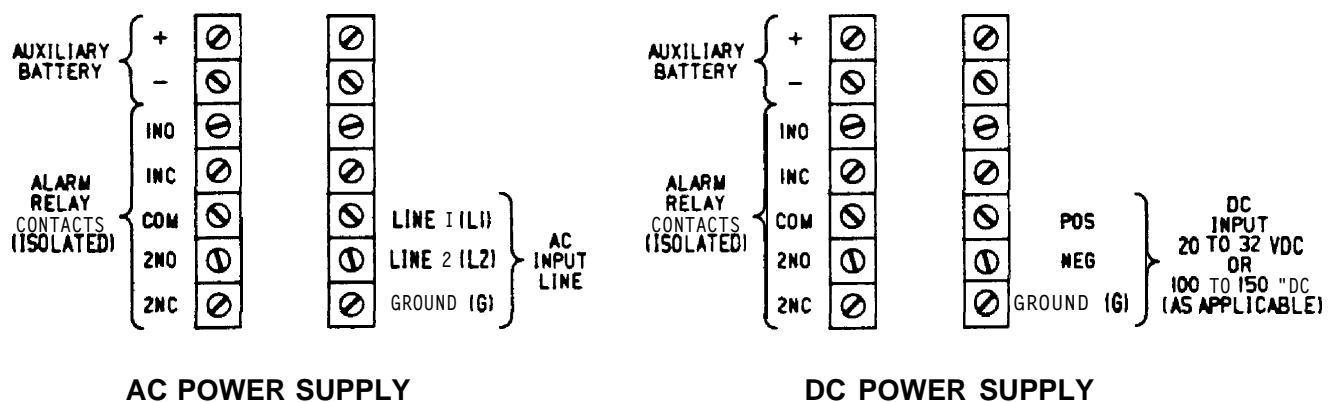 AUXILIARY
BATTERY
+
-
ALARM
RELAY
CONTACTS
(ISOLATED)
INO
INC
COM
2NO
2NC
LINE I (LI)
LINE 2 (L2)
GROUND (G)
AC
INPUT
LINE
AC POWER SUPPLY
AUXILIARY
BATTERY
+
-
ALARM
RELAY
CONTACTS
(ISOLATED)
INO
INC
COM
2NO
2NC
POS
NEG
GROUND (G)
DC
INPUT
20 TO 32 VDC
OR
100 TO 150 "DC
(AS APPLICABLE)
DC POWER SUPPLY